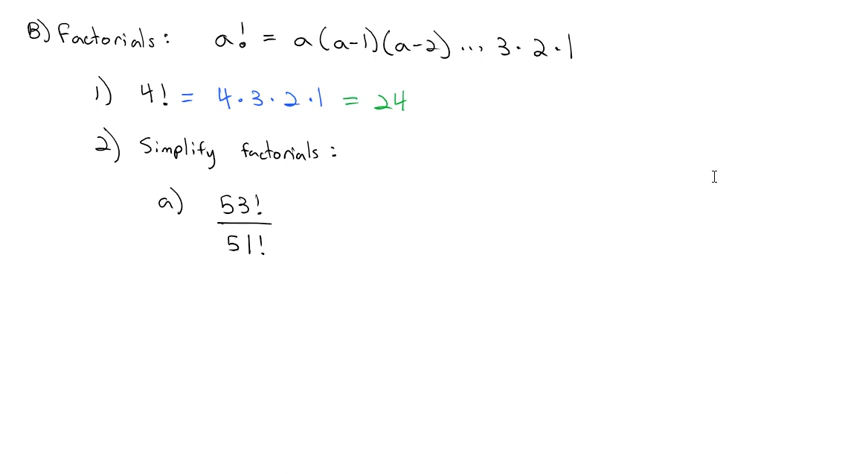 B) Factorials: a! = a(a-1)(a-2) ... 3 · 2 · 1
1) 4! = 4 · 3 · 2 · 1 = 24
2) Simplify factorials:
a) 53!
51!